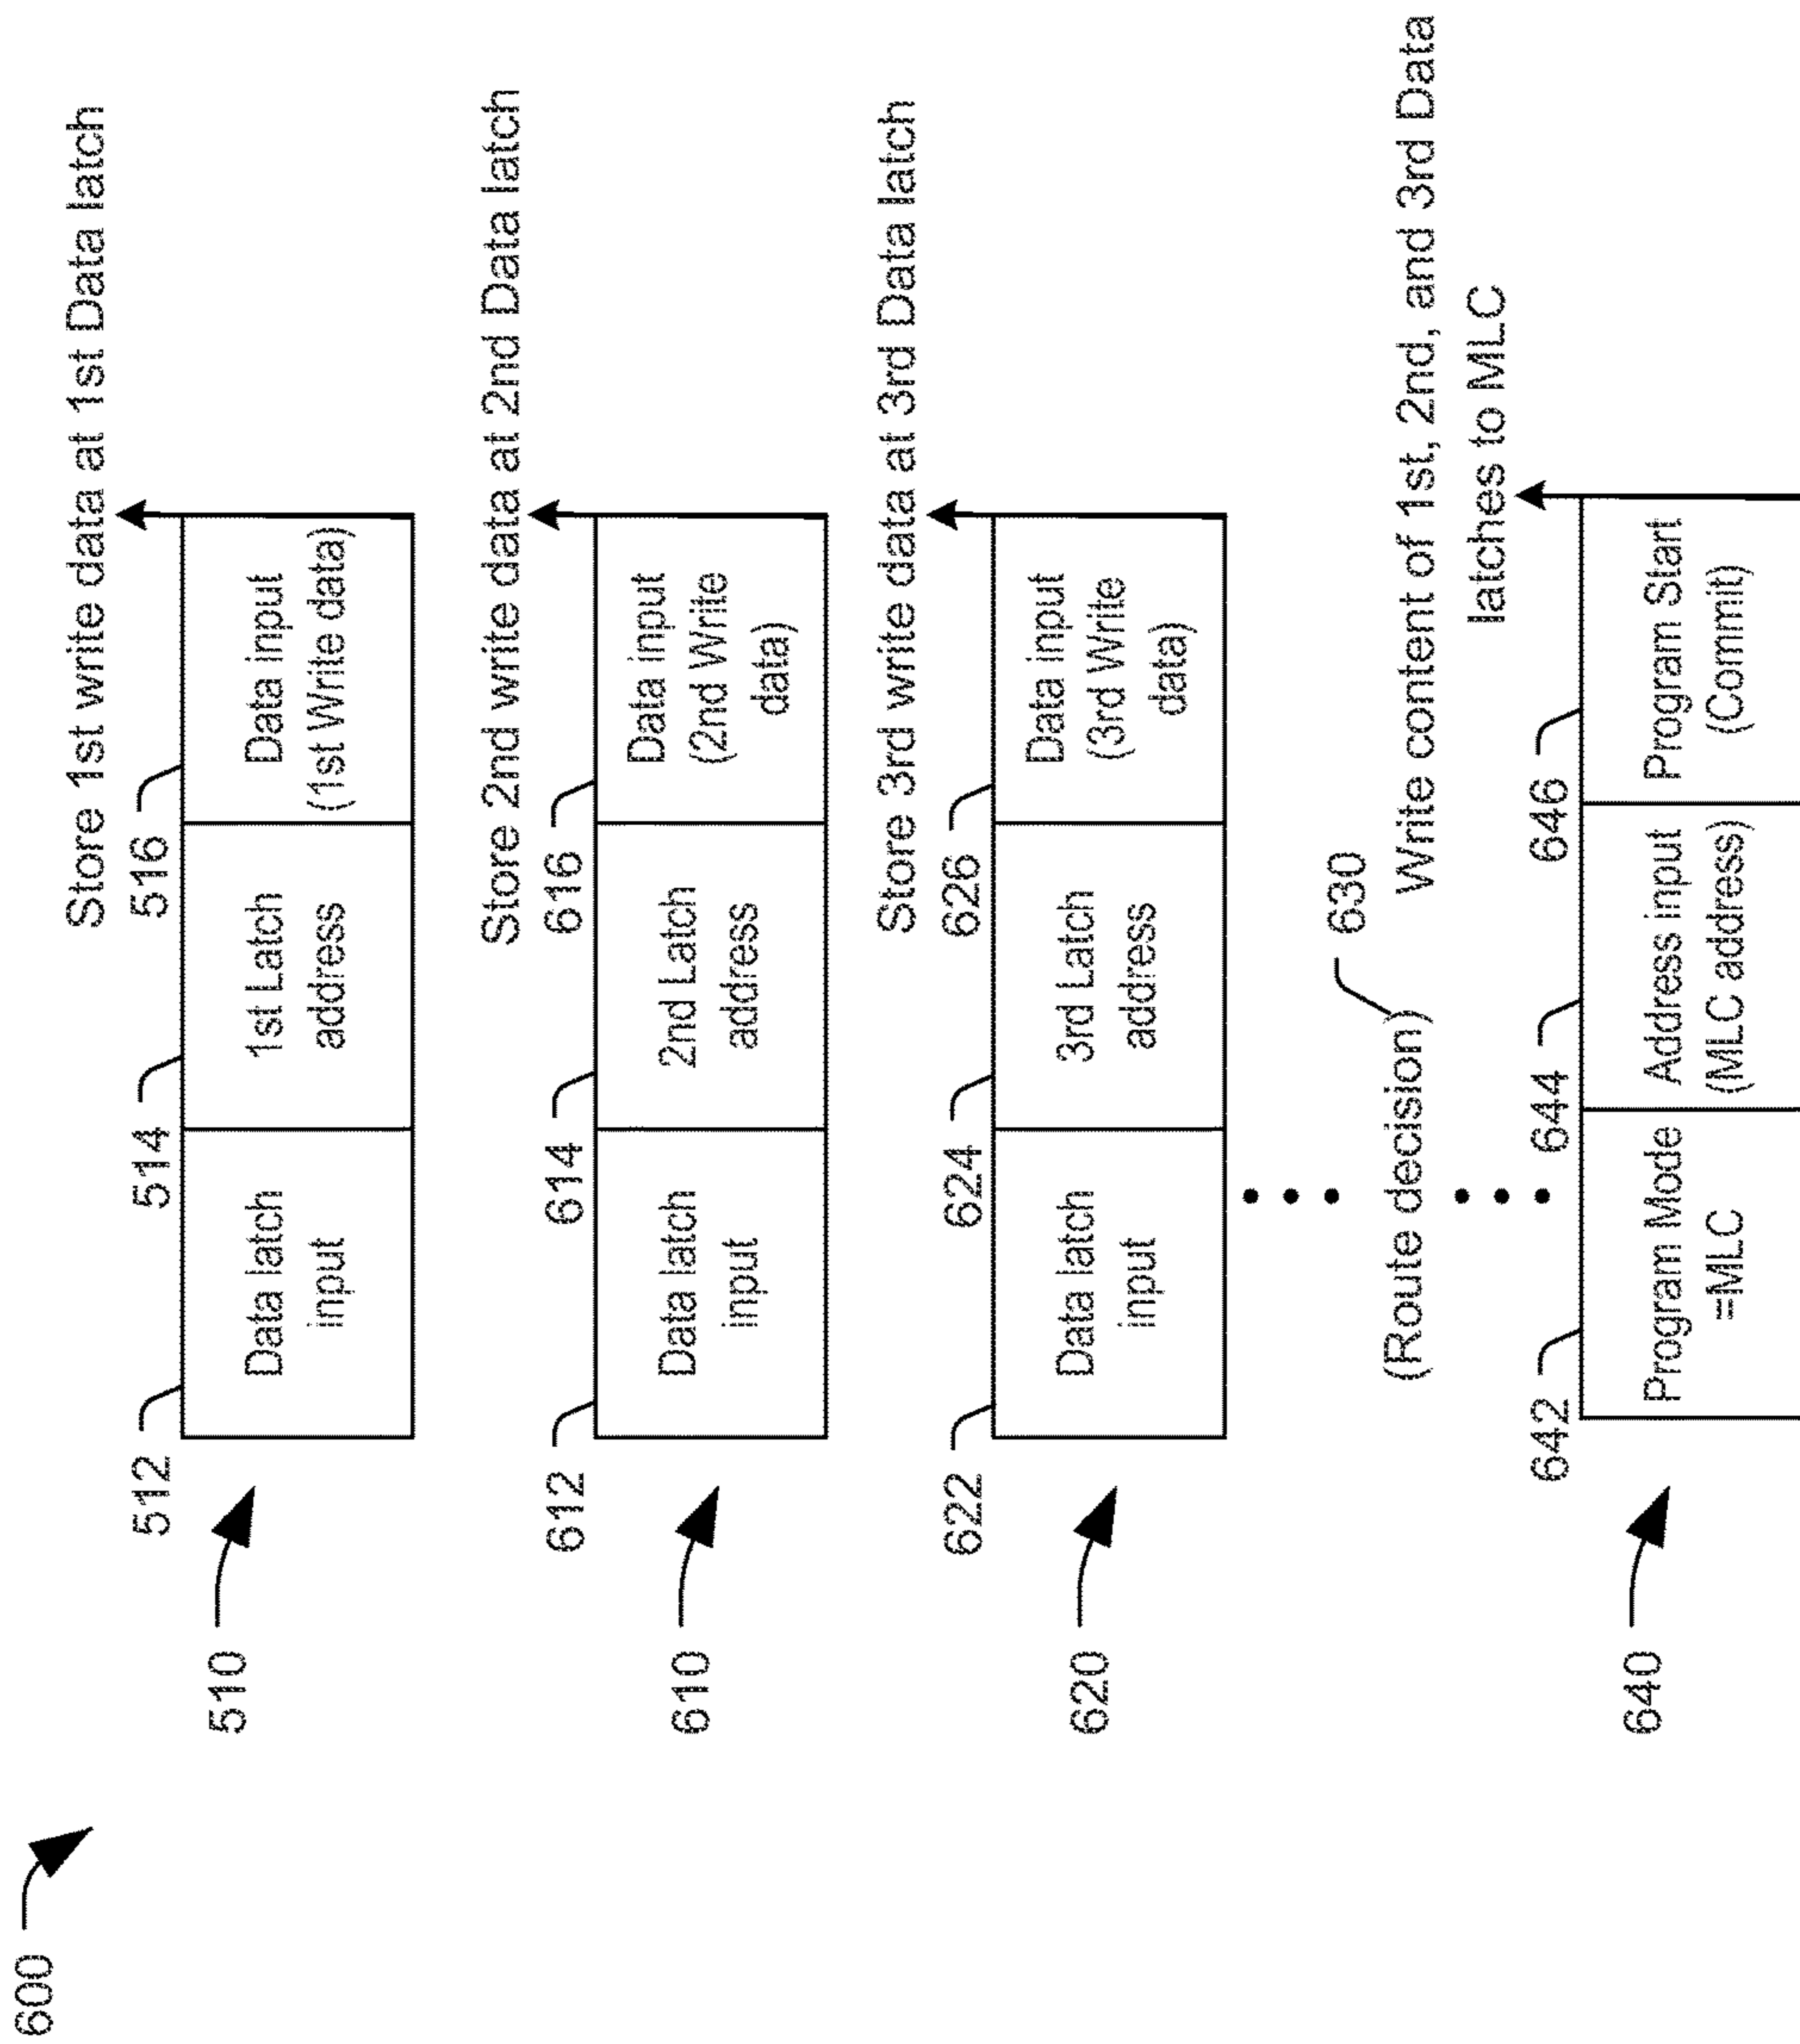 600
Store 1st write data at 1st Data latch
512
514
516
510
Data latch
input
1st Latch
address
Data input
(1st Write data)
Store 2nd write data at 2nd Data latch
612
614
616
610
Data latch
input
2nd Latch
address
Data input
(2nd Write
data)
Store 3rd write data at 3rd Data latch
622
624
626
620
Data latch
input
3rd Latch
address
Data input
(3rd Write
data)
630
(Route decision)
Write content of 1st, 2nd, and 3rd Data
latches to MLC
642
644
646
640
Program Mode
=MLC
Address input
(MLC address)
Program Start
(Commit)